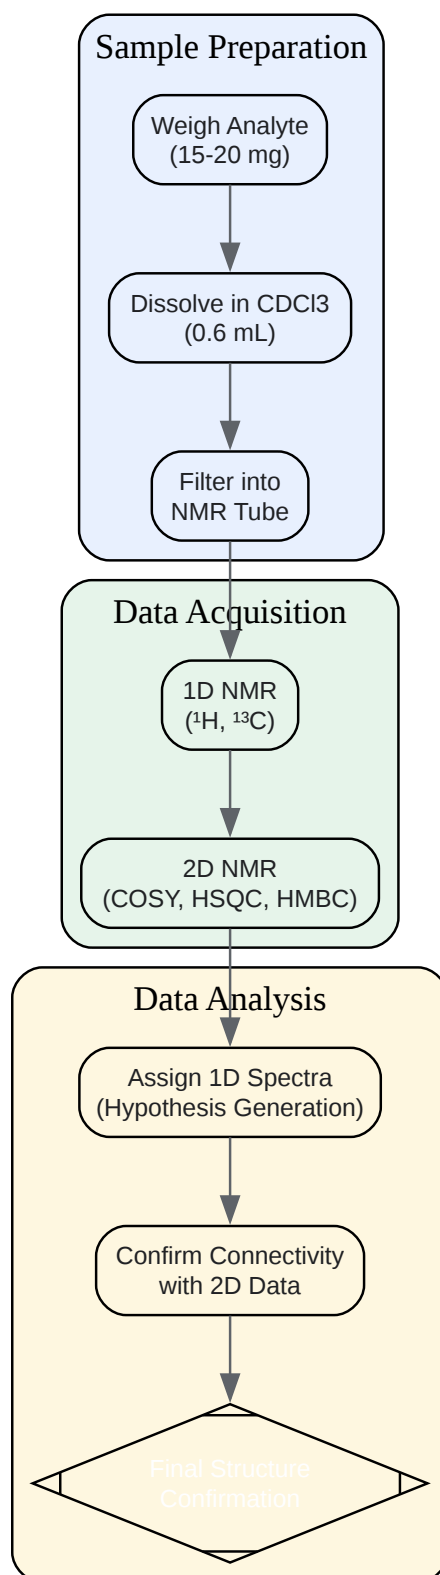 Sample Preparation
Weigh Analyte
(15-20 mg)
Dissolve in CDCl3
(0.6 mL)
Filter into
NMR Tube
Data Acquisition
1D NMR
(¹H, ¹³C)
2D NMR
(COSY, HSQC, HMBC)
Data Analysis
Assign 1D Spectra
(Hypothesis Generation)
Confirm Connectivity
with 2D Data
Final Structure
Confirmation